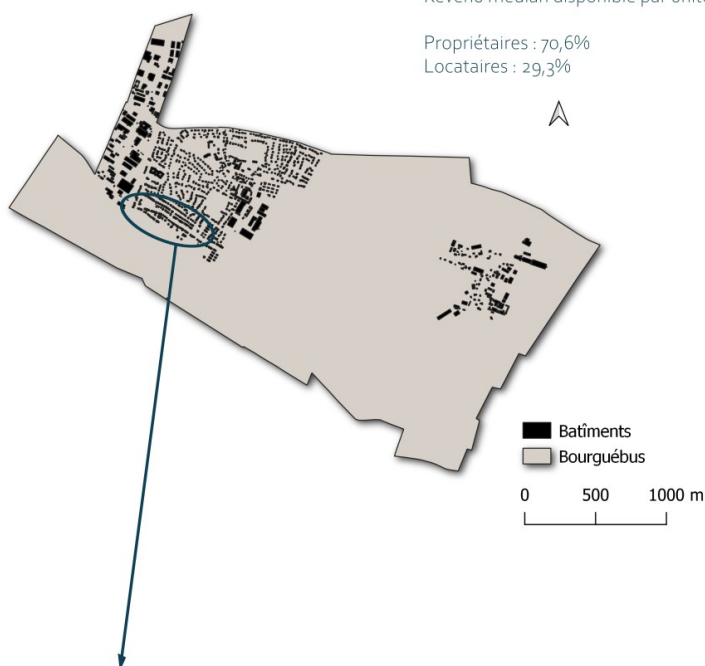 Propriétaires : 70,6%
Locataires : 29,3%
Batîments
Bourguébus
0 500 1000 m